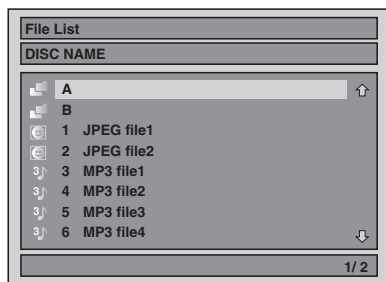 File List
DISC NAME
A
B
1 JPEG file1
2 JPEG file2
3 MP3 file1
4 MP3 file2
5 MP3 file3
6 MP3 file4
1/ 2